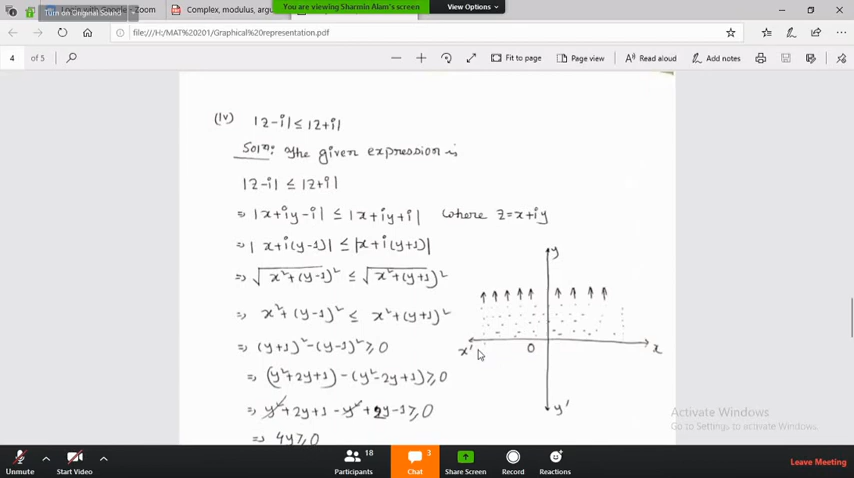 Turn on Original Sound
- Zoom
Complex, modulus, argu
You are viewing Sharmin Alam's screen
View Options
file:///H:/MAT%20201/Graphical%20representation.pdf
4 of 5
Fit to page
Page view
Read aloud
Add notes
(iv) |z-i| ≤ |z+i|
Soln: The given expression is
|z-i| ≤ |z+i|
⇒ |x+iy-i| ≤ |x+iy+i| where z=x+iy
⇒ |x+i(y-1)| ≤ |x+i(y+1)|
⇒ √x²+(y-1)² ≤ √x²+(y+1)²
⇒ x²+(y-1)² ≤ x²+(y+1)²
⇒ (y+1)²-(y-1)² ≥ 0
⇒ (y²+2y+1)-(y²-2y+1) ≥ 0
⇒ y²+2y+1-y²+2y-1 ≥ 0
⇒ 4y ≥ 0
y
x'
O
x
y'
Activate Windows
Go to Settings to activate Windows.
Unmute
Start Video
18
Participants
3
Chat
Share Screen
Record
Reactions
Leave Meeting